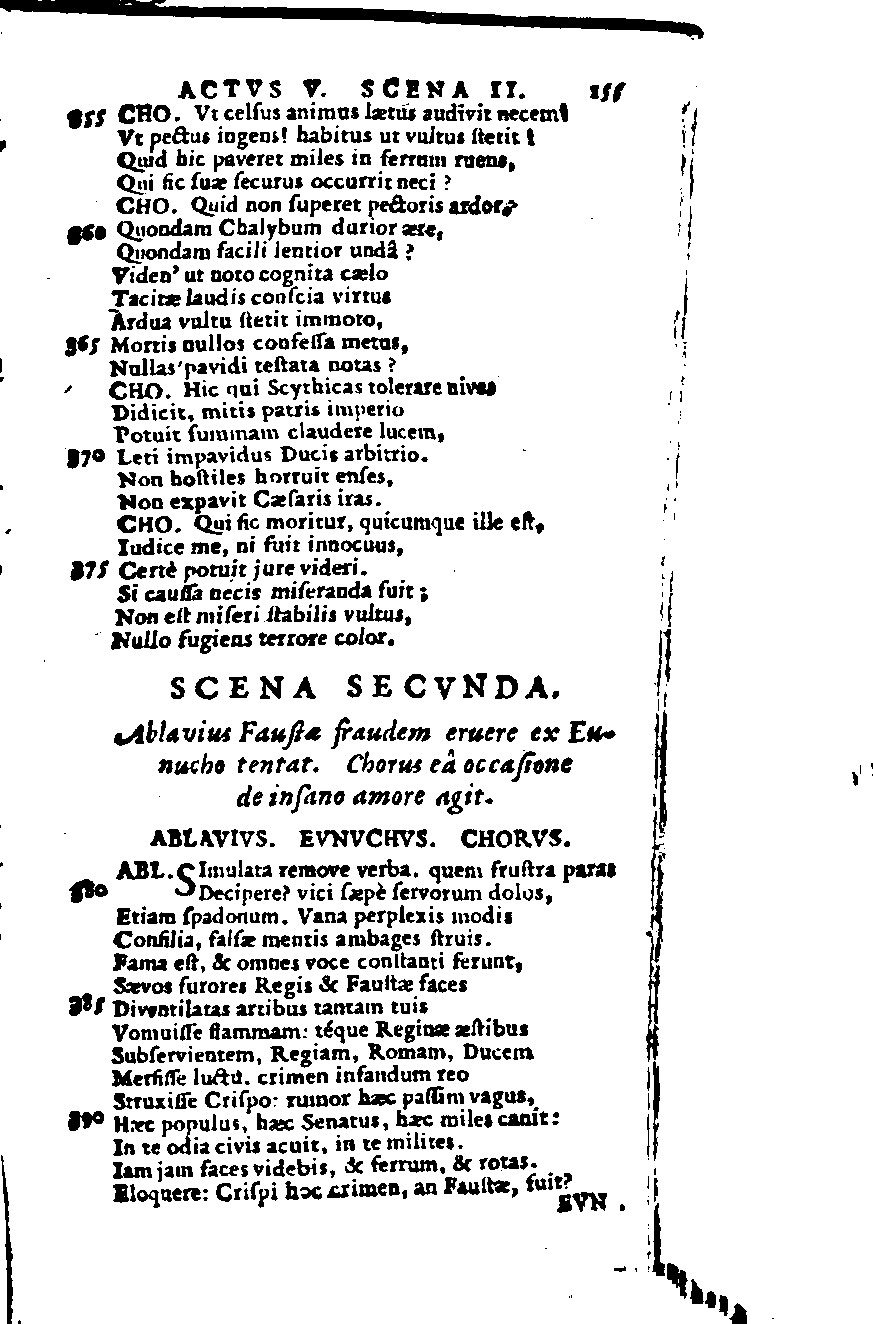 ACTVS V. SCENA II. 155
855 CHO. Vt celſus animus lætus audivit necem!
Vt pectus ingens! habitus ut vultus ſtetit!
Quid hic paveret miles in ferrum ruens,
Qui ſic ſuæ ſecurus occurrit neci ?
CHO. Quid non ſuperet pectoris ardor,
860 Quondam Chalybum durior ære,
Quondam facili lentior undâ ?
Viden' ut noto cognita cælo
Tacitæ laudis conſcia virtus
Ardua vultu ſtetit immoto,
865 Mortis nullos confeſſa metus,
Nullas pavidi teſtata notas ?
CHO. Hic qui Scythicas tolerare nives
Didicit, mitis patris imperio
Potuit ſummam claudere lucem,
870 Leti impavidus Ducis arbitrio.
Non hoſtiles horruit enſes,
Non expavit Cæſaris iras.
CHO. Qui ſic moritur, quicumque ille eſt,
Iudice me, ni fuit innocuus,
875 Certè potuit jure videri.
Si cauſſa necis miſeranda fuit ;
Non eſt miſeri ſtabilis vultus,
Nullo fugiens terrore color.
SCENA SECVNDA.
Ablavius Fauſtæ fraudem eruere ex Eu-
nucho tentat. Chorus eâ occaſione
de inſano amore agit.
ABLAVIVS. EVNVCHVS. CHORVS.
ABL. SImulata remove verba. quem fruſtra paras
880 Decipere? vici ſæpè ſervorum dolos,
Etiam ſpadonum. Vana perplexis modis
Conſilia, falſæ mentis ambages ſtruis.
Fama eſt, & omnes voce conſtanti ferunt,
Sævos furores Regis & Fauſtæ faces
885 Diventilatas artibus tantam tuis
Vomuiſſe flammam: téque Reginæ æſtibus
Subſervientem, Regiam, Romam, Ducem
Merſiſſe luctu. crimen infandum reo
Struxiſſe Criſpo: rumor hæc paſſim vagus,
890 Hæc populus, hæc Senatus, hæc miles canit:
In te odia civis acuit, in te milites.
Iam jam faces videbis, & ferrum, & rotas.
Eloquere: Criſpi hoc crimen, an Fauſtæ, fuit?
EVN .